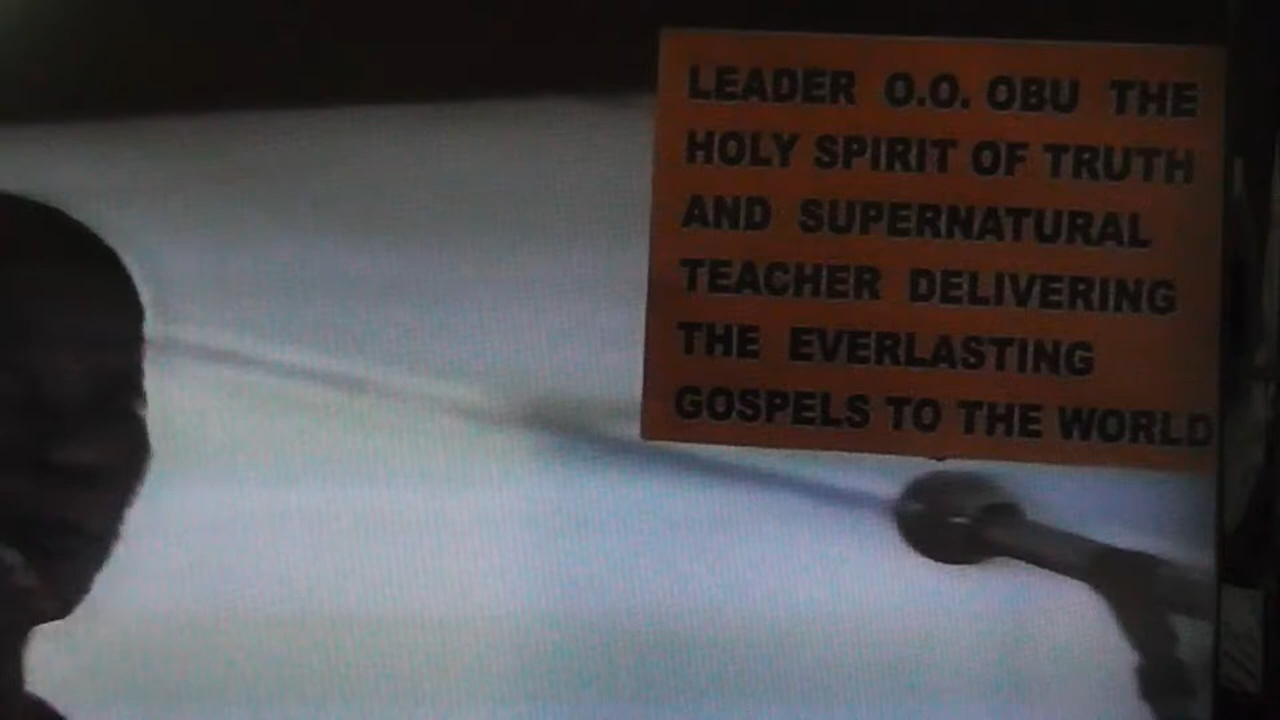 LEADER O.O. OBU THE
HOLY SPIRIT OF TRUTH
AND SUPERNATURAL
TEACHER DELIVERING
THE EVERLASTING
GOSPELS TO THE WORLD